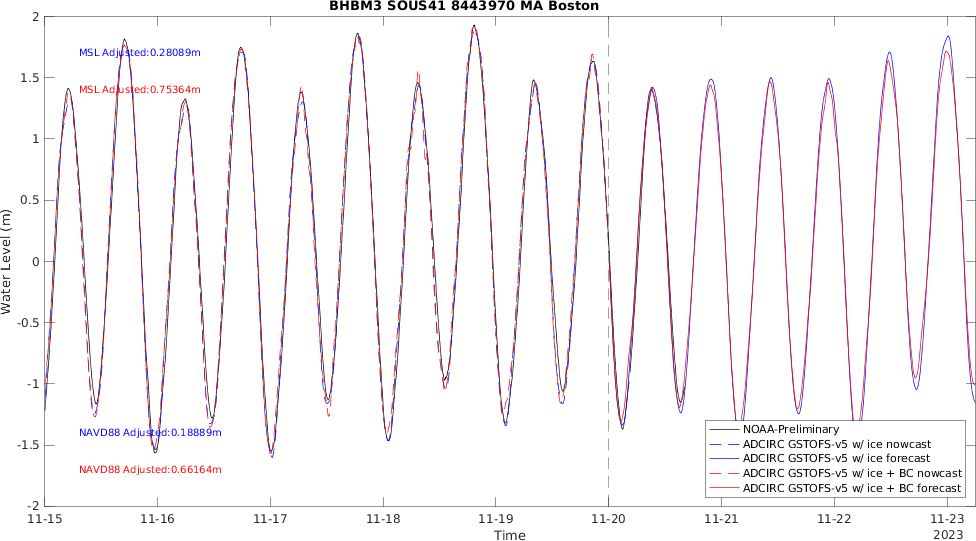 BHBM3 SOUS41 8443970 MA Boston
2
1.5
1
0.5
0
-0.5
-1
-1.5
-2
Water Level (m)
MSL Adjusted:0.28089m
MSL Adjusted:0.75364m
NAVD88 Adjusted:0.18889m
NAVD88 Adjusted:0.66164m
NOAA-Preliminary
ADCIRC GSTOFS-v5 w/ ice nowcast
ADCIRC GSTOFS-v5 w/ ice forecast
ADCIRC GSTOFS-v5 w/ ice + BC nowcast
ADCIRC GSTOFS-v5 w/ ice + BC forecast
11-15 11-16 11-17 11-18 11-19 11-20 11-21 11-22 11-23
Time
2023